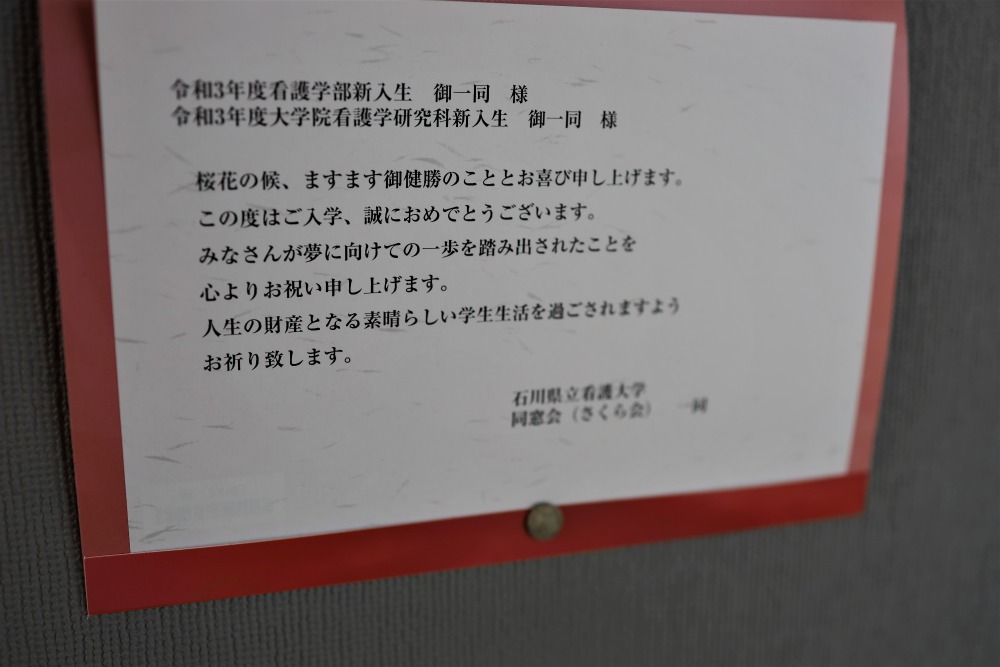 令和3年度看護学部新入生　御一同　様
令和3年度大学院看護学研究科新入生　御一同　様
桜花の候、ますます御健勝のこととお喜び申し上げます。
この度はご入学、誠におめでとうございます。
みなさんが夢に向けての一歩を踏み出されたことを
心よりお祝い申し上げます。
人生の財産となる素晴らしい学生生活を過ごされますよう
お祈り致します。
石川県立看護大学
同窓会（さくら会）　一同